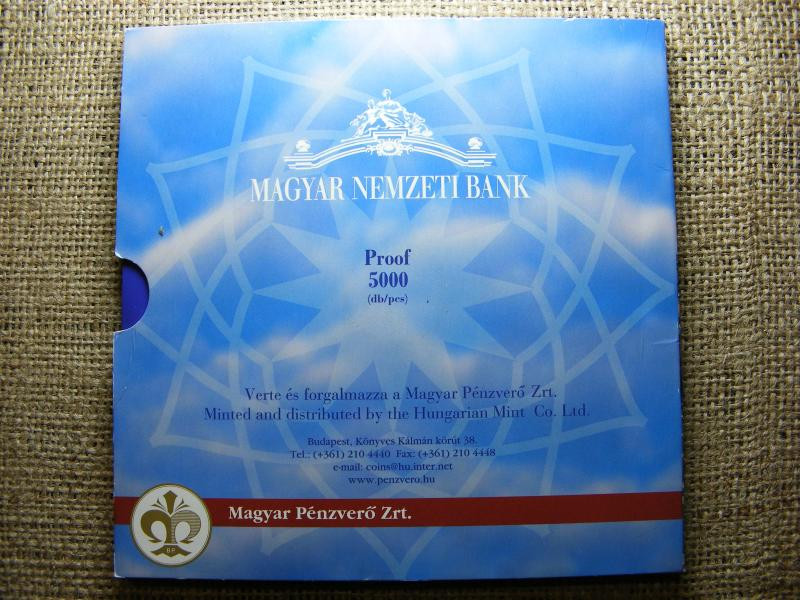 MAGYAR NEMZETI BANK
Proof
5000
(db/pcs)
Verte és forgalmazza a Magyar Pénzverő Zrt.
Minted and distributed by the Hungarian Mint Co. Ltd.
Budapest, Könyves Kálmán körút 38.
Tel.: (+361) 210 4440 Fax: (+361) 210 4448
e-mail: coins@hu.inter.net
www.penzvero.hu
BP
Magyar Pénzverő Zrt.